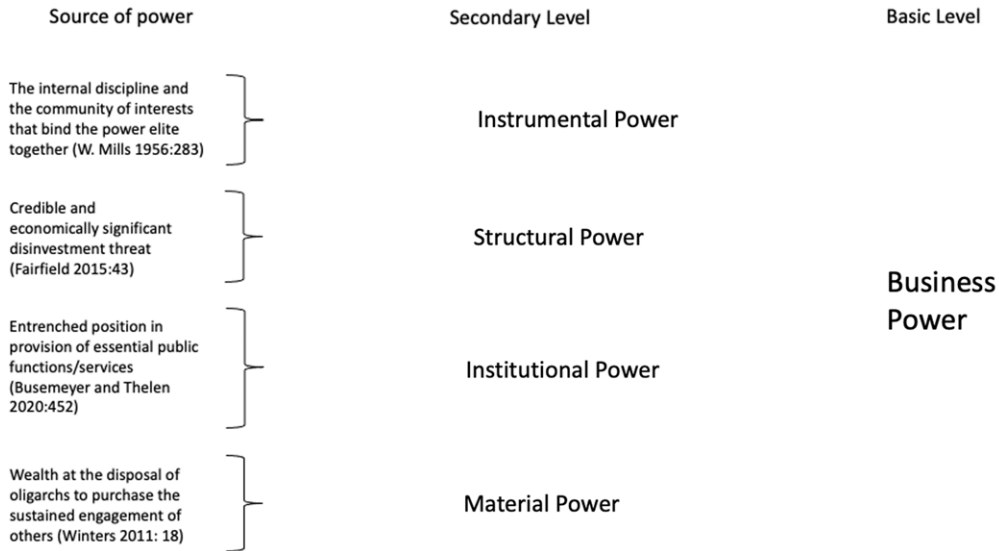 Source of power
Secondary Level
Basic Level
The internal discipline and
the community of interests
that bind the power elite
together (W. Mills 1956:283)
Instrumental Power
Credible and
economically significant
disinvestment threat
(Fairfield 2015:43)
Structural Power
Business
Power
Entrenched position in
provision of essential public
functions/services
(Busemeyer and Thelen
2020:452)
Institutional Power
Wealth at the disposal of
oligarchs to purchase the
sustained engagement of
others (Winters 2011: 18)
Material Power